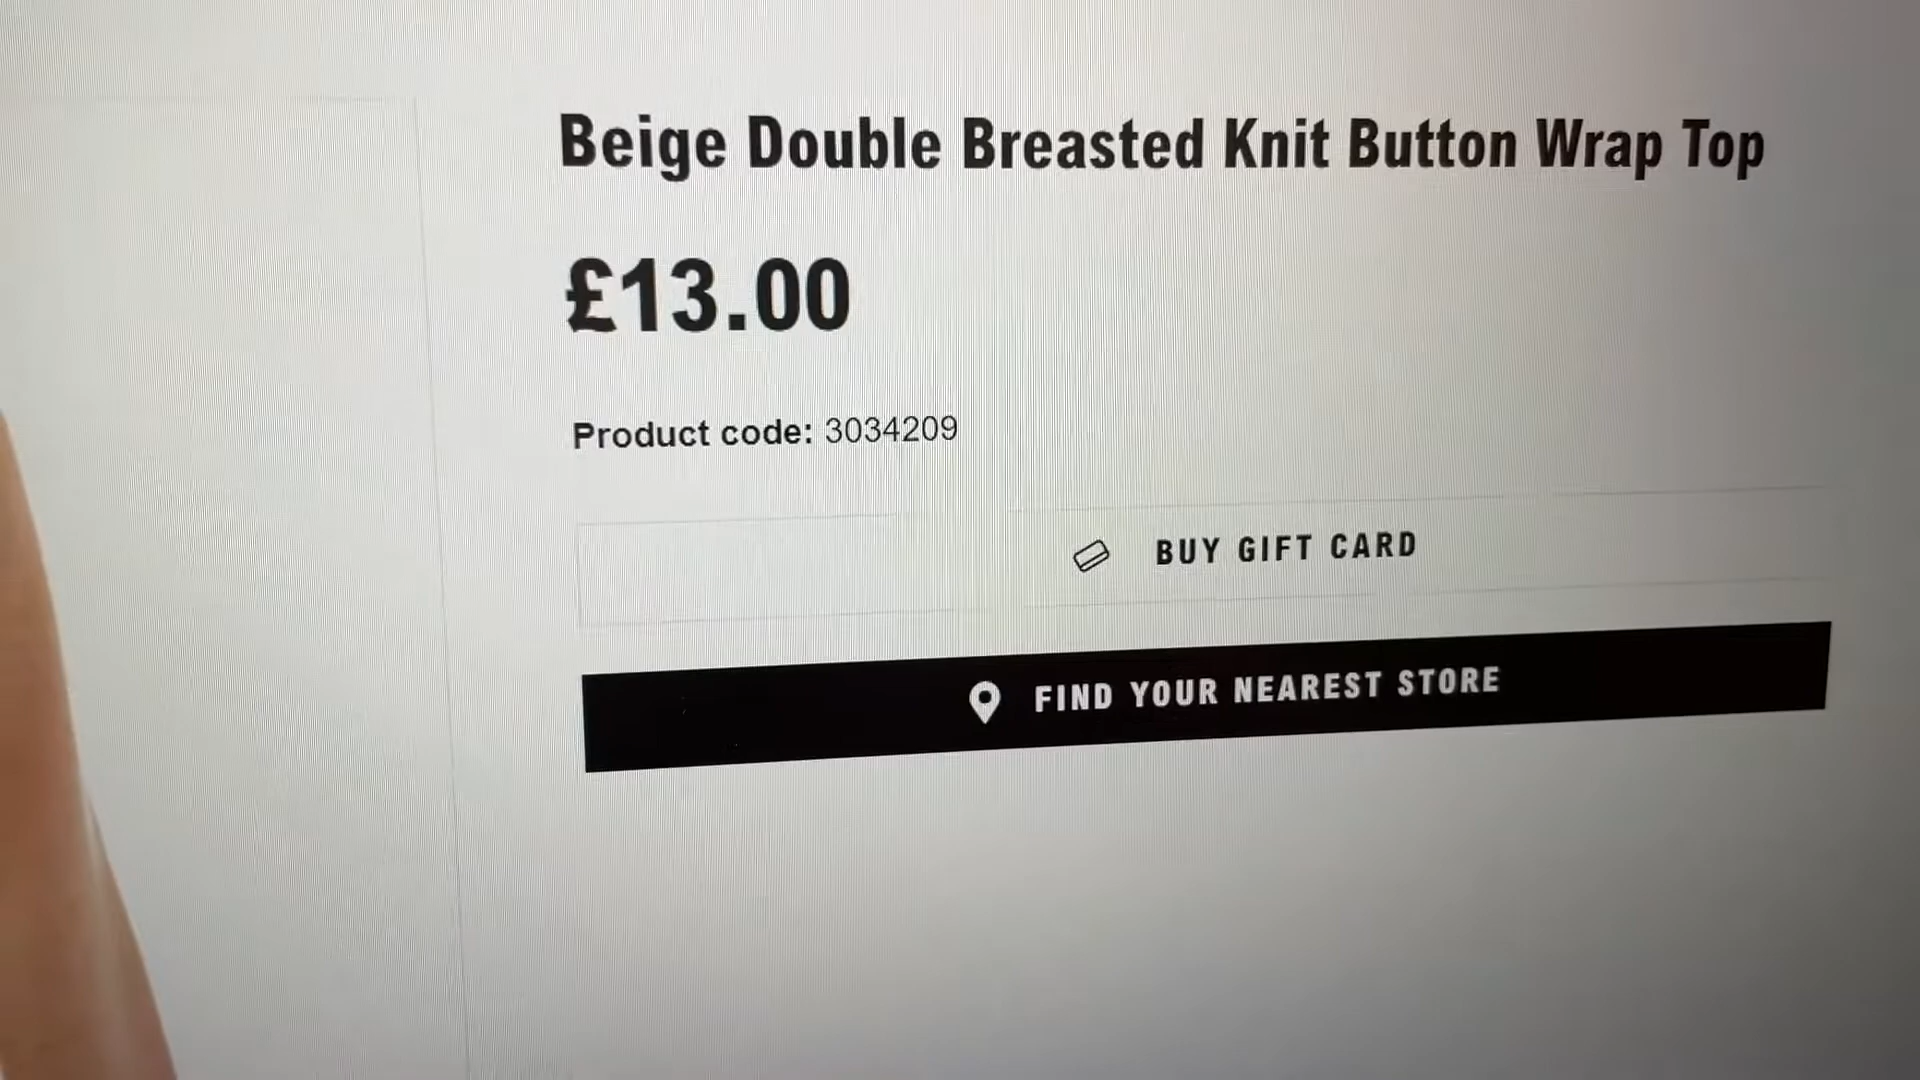 Beige Double Breasted Knit Button Wrap Top
£13.00
Product code: 3034209
BUY GIFT CARD
FIND YOUR NEAREST STORE